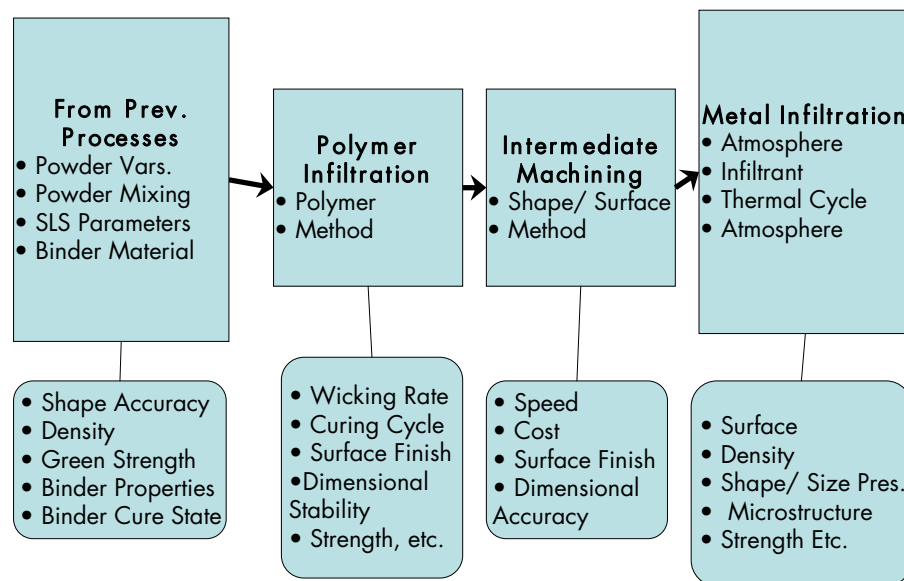 From Prev.
Processes
• Powder Vars.
• Powder Mixing
• SLS Parameters
• Binder Material
Polymer
Infiltration
• Polymer
• Method
Intermediate
Machining
• Shape/ Surface
• Method
Metal Infiltration
• Atmosphere
• Infiltrant
• Thermal Cycle
• Atmosphere
• Shape Accuracy
• Density
• Green Strength
• Binder Properties
• Binder Cure State
• Wicking Rate
• Curing Cycle
• Surface Finish
•Dimensional
Stability
• Strength, etc.
• Speed
• Cost
• Surface Finish
• Dimensional
Accuracy
• Surface
• Density
• Shape/ Size Pres.
• Microstructure
• Strength Etc.